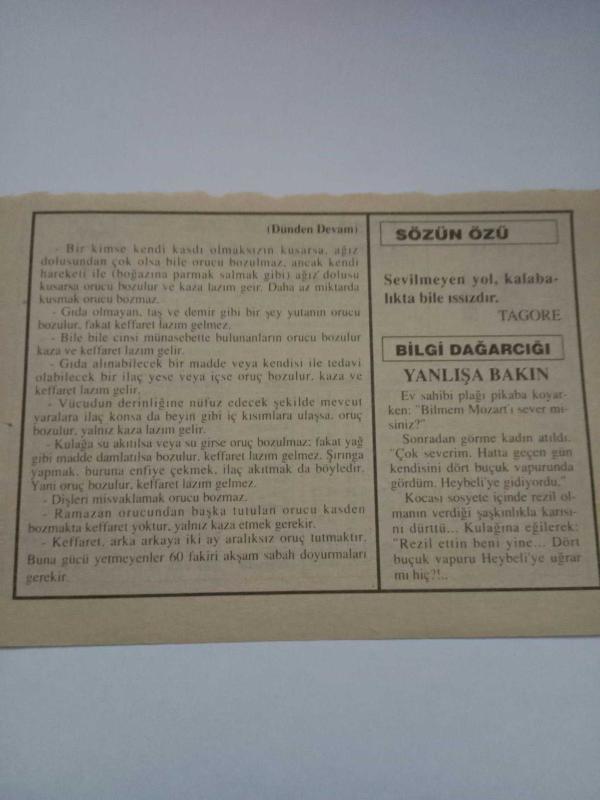 (Dünden Devam)
- Bir kimse kendi kasdı olmaksızın kusarsa, ağız
dolusundan çok olsa bile orucu bozulmaz, ancak kendi
hareketi ile (boğazına parmak salmak gibi) ağız dolusu
kusarsa orucu bozulur ve kaza lazım geir. Daha az miktarda
kusmak orucu bozmaz.
- Gıda olmayan, taş ve demir gibi bir şey yutanın orucu
bozulur, fakat keffaret lazım gelmez.
- Bile bile cinsi münasebette bulunanların orucu bozulur
kaza ve keffaret lazım gelir.
- Gıda alınabilecek bir madde veya kendisi ile tedavi
olabilecek bir ilaç yese veya içse oruç bozulur, kaza ve
keffaret lazım gelir.
- Vücudun derinliğine nüfuz edecek şekilde mevcut
yaralara ilaç konsa da beyin gibi iç kısımlara ulaşsa, oruç
bozulur, yalnız kaza lazım gelir.
- Kulağa su akıtılsa veya su girse oruç bozulmaz; fakat yağ
gibi madde damlatılsa bozulur, keffaret lazım gelmez. Şırınga
yapmak, buruna enfiye çekmek, ilaç akıtmak da böyledir.
Yani oruç bozulur, keffaret lazım gelmez.
- Dişleri misvaklamak orucu bozmaz.
- Ramazan orucundan başka tutulan orucu kasden
bozmakta keffaret yoktur, yalnız kaza etmek gerekir.
- Keffaret, arka arkaya iki ay aralıksız oruç tutmaktır.
Buna gücü yetmeyenler 60 fakiri akşam sabah doyurmaları
gerekir.
SÖZÜN ÖZÜ
Sevilmeyen yol, kalaba-
lıkta bile ıssızdır.
TAGORE
BİLGİ DAĞARCIĞI
YANLIŞA BAKIN
Ev sahibi plağı pikaba koyar-
ken: "Bilmem Mozart'ı sever mi-
siniz?"
Sonradan görme kadın atıldı.
"Çok severim. Hatta geçen gün
kendisini dört buçuk vapurunda
gördüm. Heybeli'ye gidiyordu."
Kocası sosyete içinde rezil ol-
manın verdiği şaşkınlıkla karısı-
nı dürttü... Kulağına eğilerek:
"Rezil ettin beni yine... Dört
buçuk vapuru Heybeli'ye uğrar
mı hiç?!..